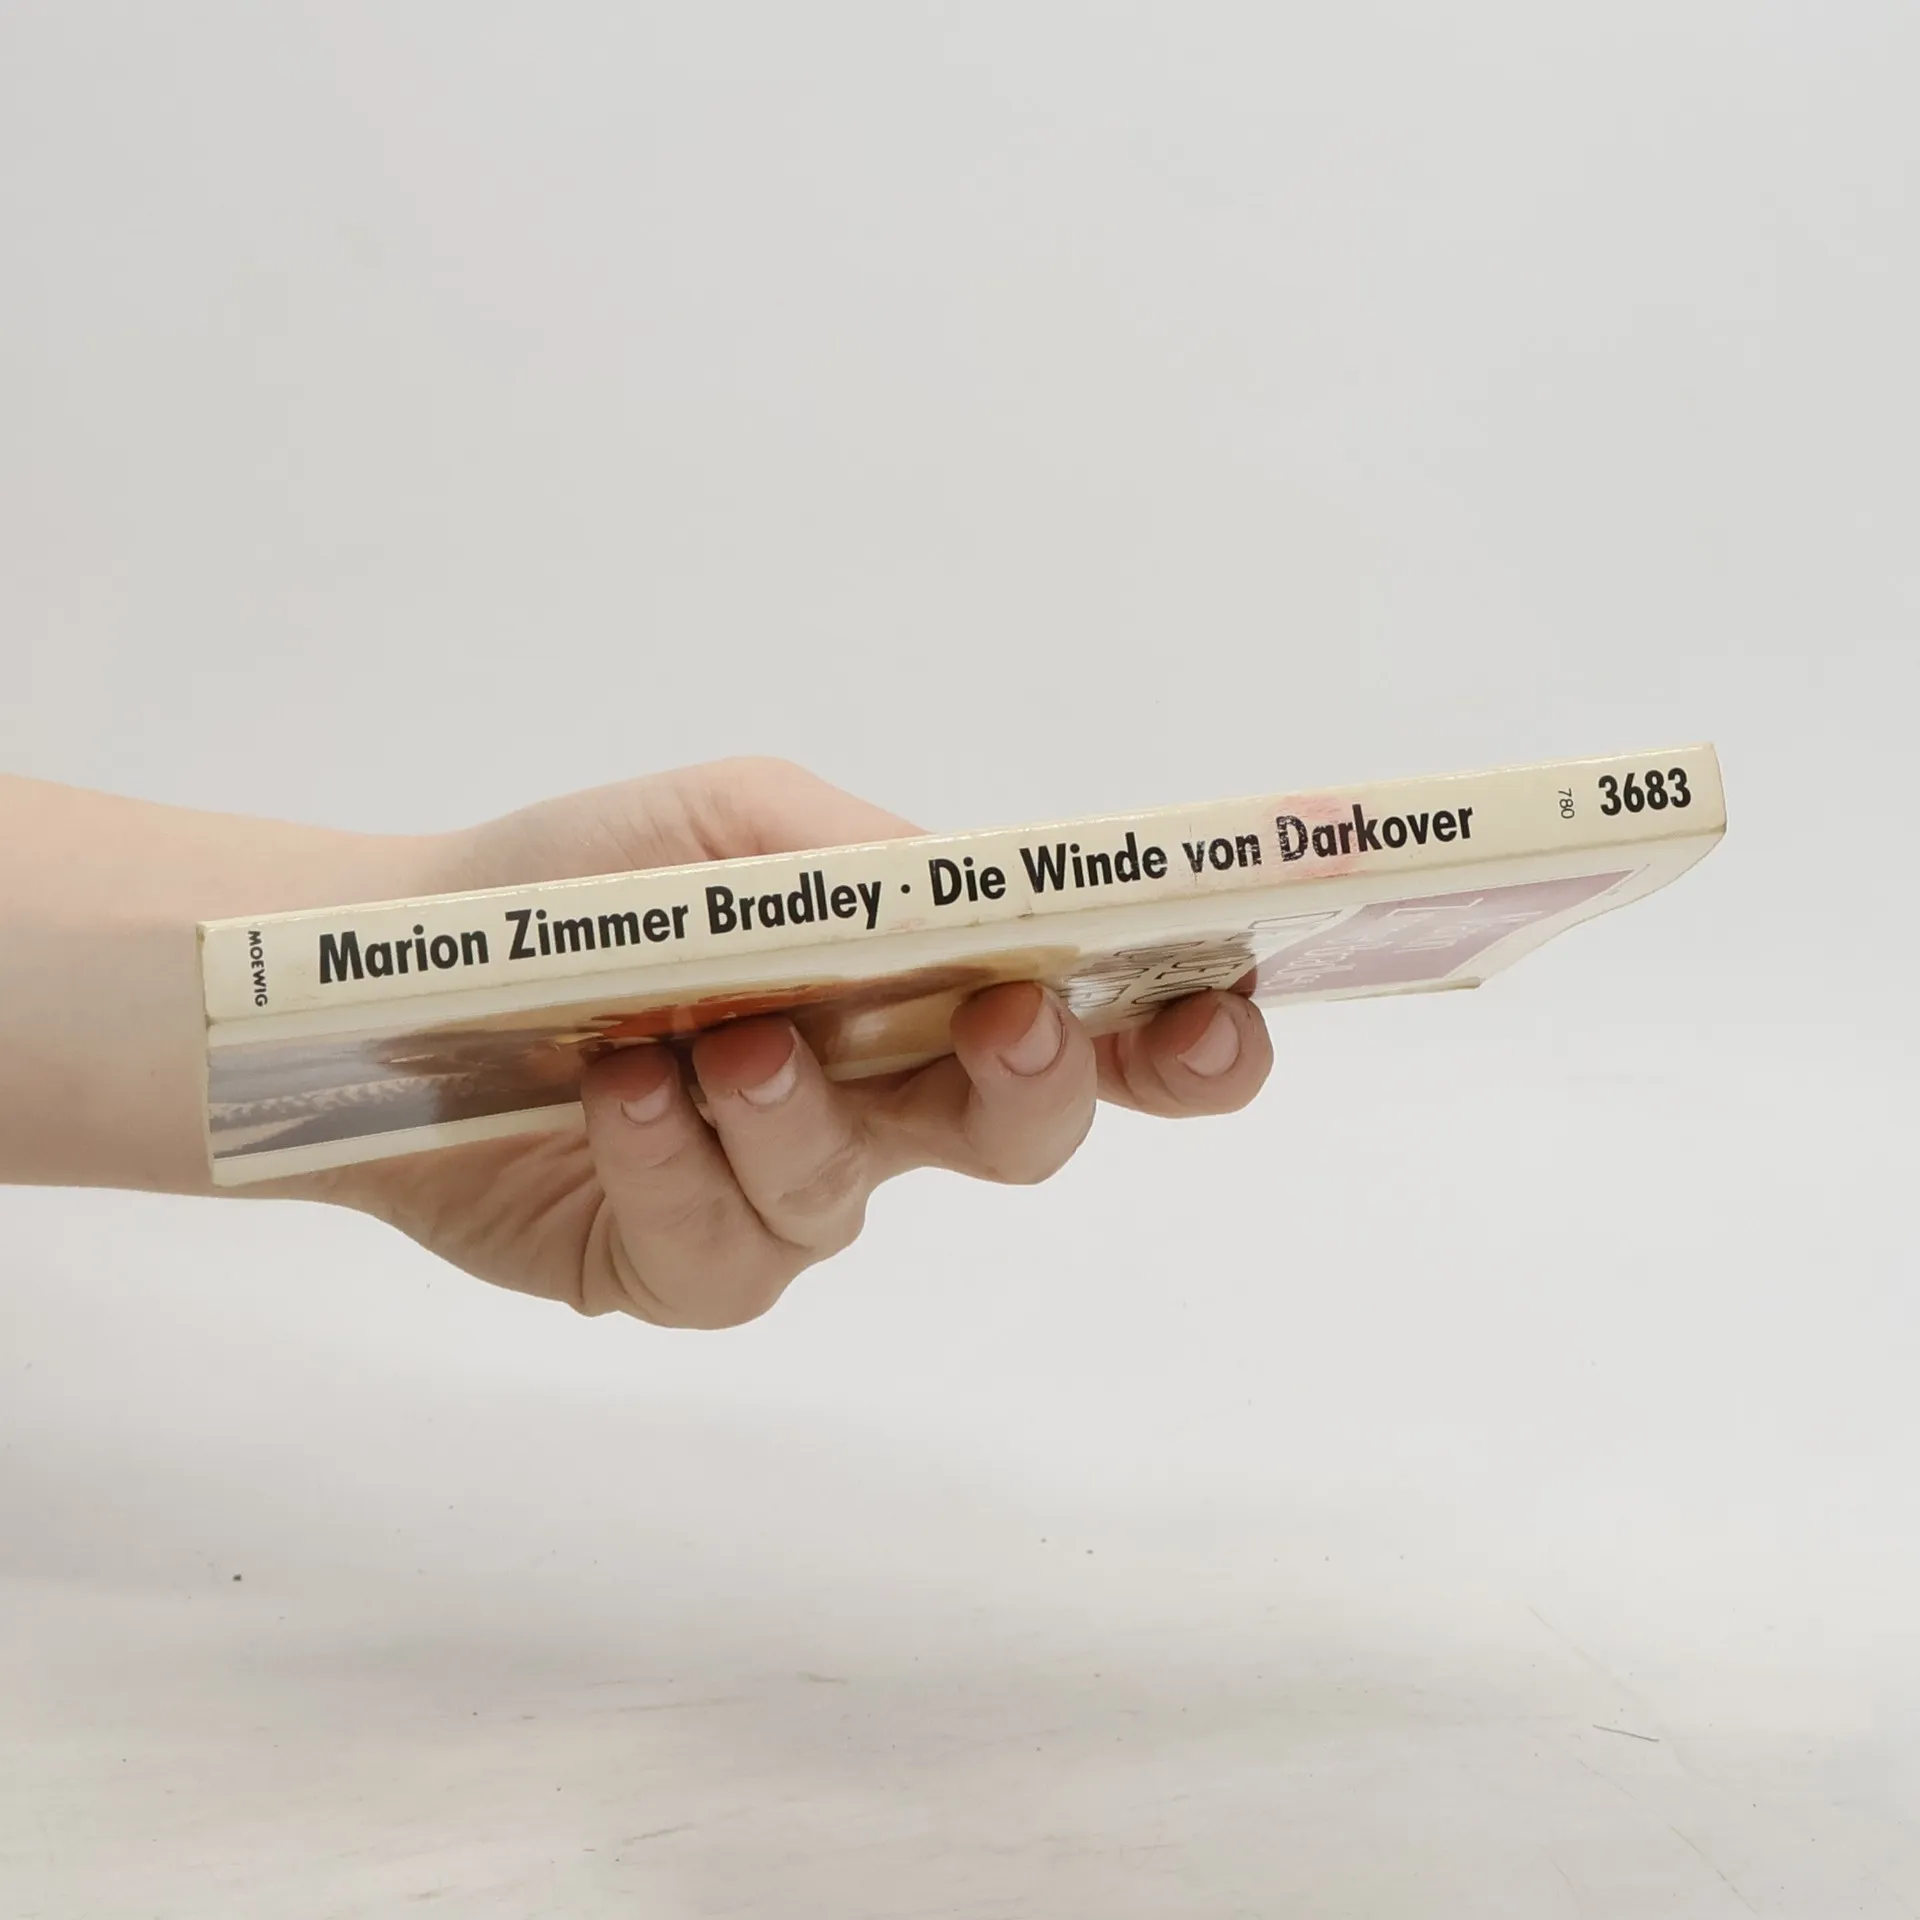 MOEWIG
Marion Zimmer Bradley · Die Winde von Darkover
780
3683